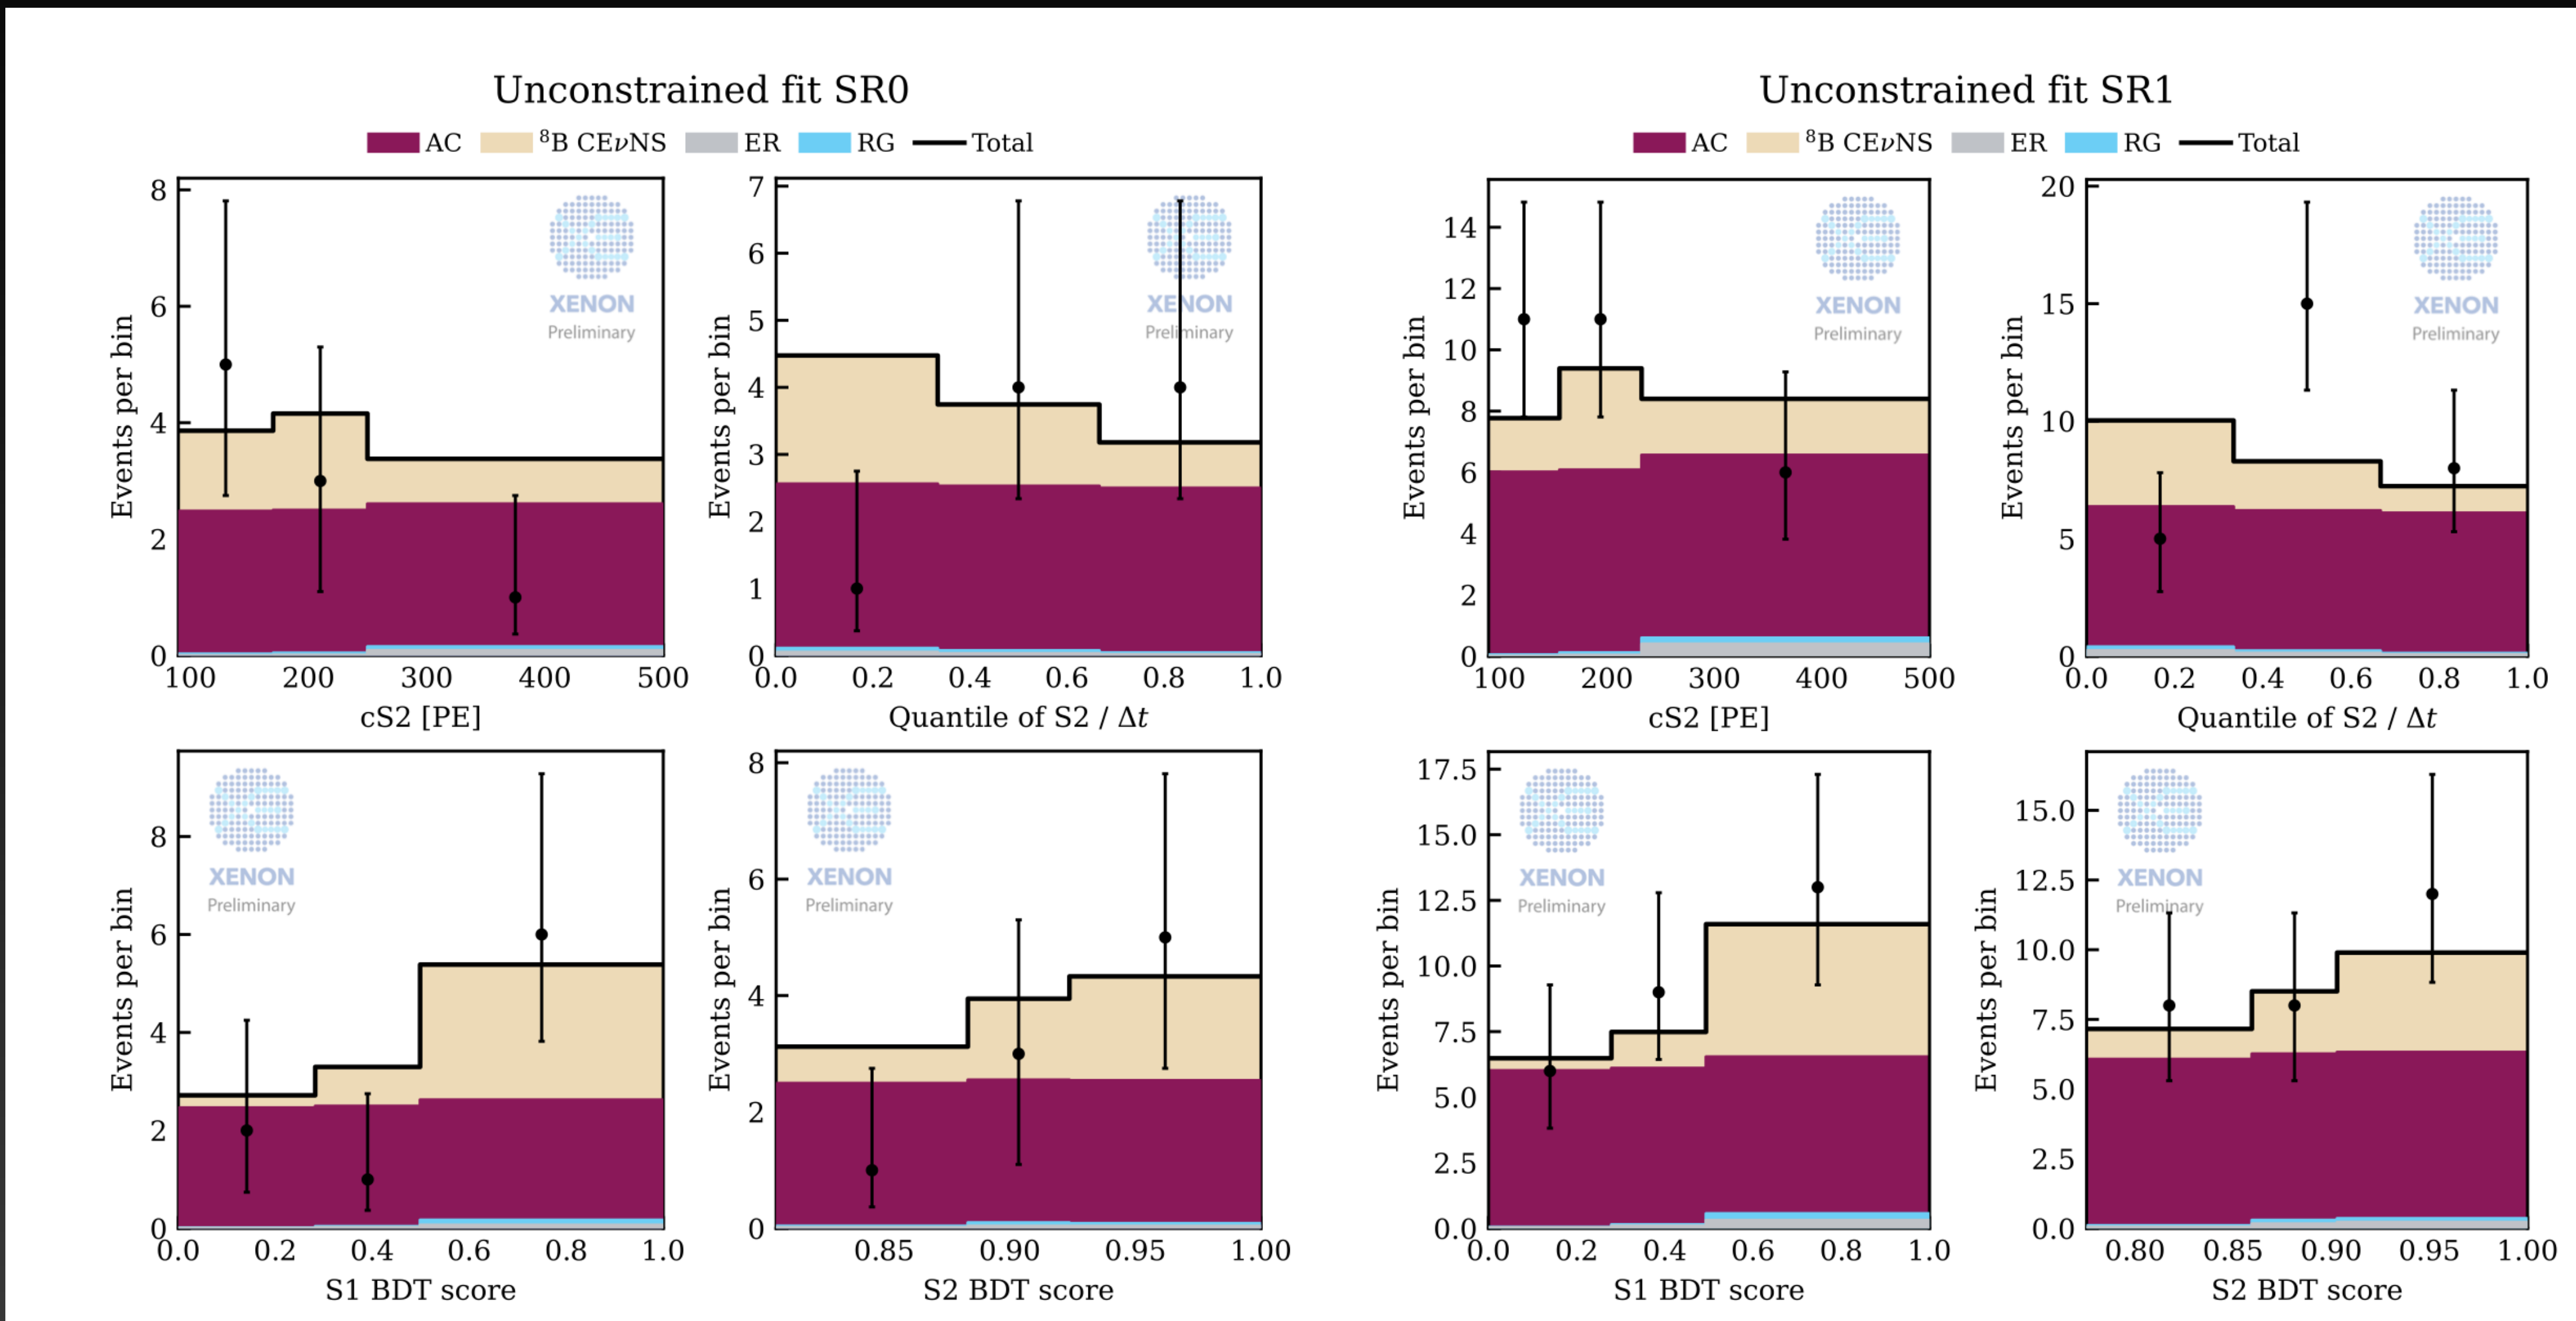 Unconstrained fit SR0
AC ⁸B CEνNS ER RG Total
8
6
4
2
0
Events per bin
100 200 300 400 500
cS2 [PE]
XENON
Preliminary
7
6
5
4
3
2
1
0
Events per bin
0.0 0.2 0.4 0.6 0.8 1.0
Quantile of S2 / Δt
XENON
Preliminary
8
6
4
2
0
Events per bin
0.0 0.2 0.4 0.6 0.8 1.0
S1 BDT score
XENON
Preliminary
8
6
4
2
0
Events per bin
0.85 0.90 0.95 1.00
S2 BDT score
XENON
Preliminary
Unconstrained fit SR1
AC ⁸B CEνNS ER RG Total
14
12
10
8
6
4
2
0
Events per bin
100 200 300 400 500
cS2 [PE]
XENON
Preliminary
20
15
10
5
0
Events per bin
0.0 0.2 0.4 0.6 0.8 1.0
Quantile of S2 / Δt
XENON
Preliminary
17.5
15.0
12.5
10.0
7.5
5.0
2.5
0.0
Events per bin
0.0 0.2 0.4 0.6 0.8 1.0
S1 BDT score
XENON
Preliminary
15.0
12.5
10.0
7.5
5.0
2.5
0.0
Events per bin
0.80 0.85 0.90 0.95 1.00
S2 BDT score
XENON
Preliminary